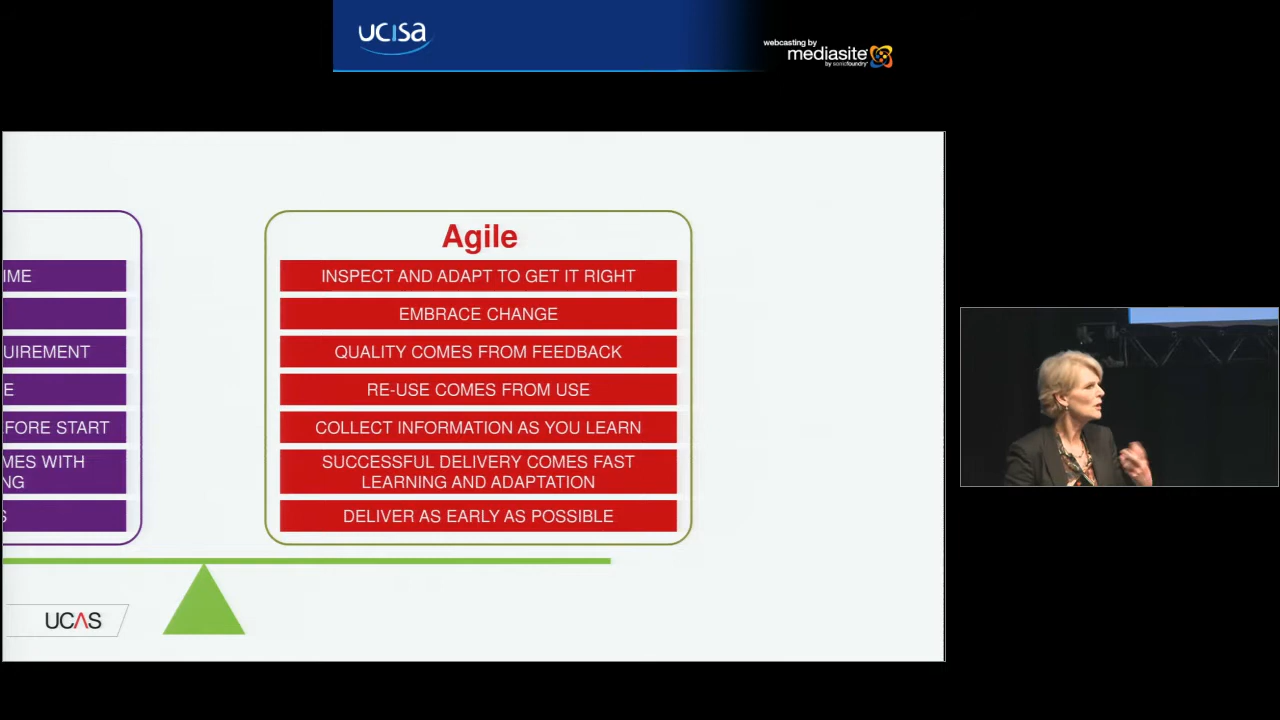 ucisa
webcasting by
mediasite
by sonicfoundry
Agile
IME
INSPECT AND ADAPT TO GET IT RIGHT
EMBRACE CHANGE
UIREMENT
QUALITY COMES FROM FEEDBACK
E
RE-USE COMES FROM USE
EFORE START
COLLECT INFORMATION AS YOU LEARN
MES WITH
NG
SUCCESSFUL DELIVERY COMES FAST
LEARNING AND ADAPTATION
S
DELIVER AS EARLY AS POSSIBLE
UCAS